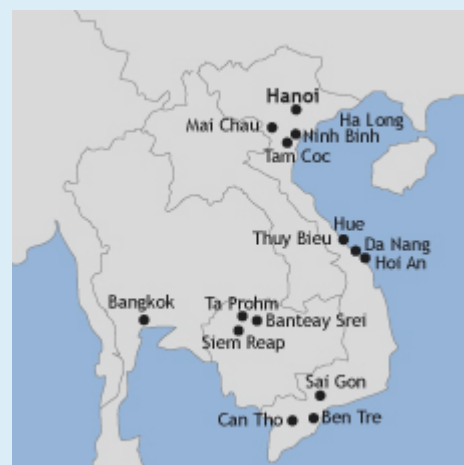 Hanoi
Ha Long
Mai Chau
Ninh Binh
Tam Coc
Hue
Thuy Bieu
Da Nang
Hoi An
Bangkok
Ta Prohm
Banteay Srei
Siem Reap
Sai Gon
Can Tho
Ben Tre